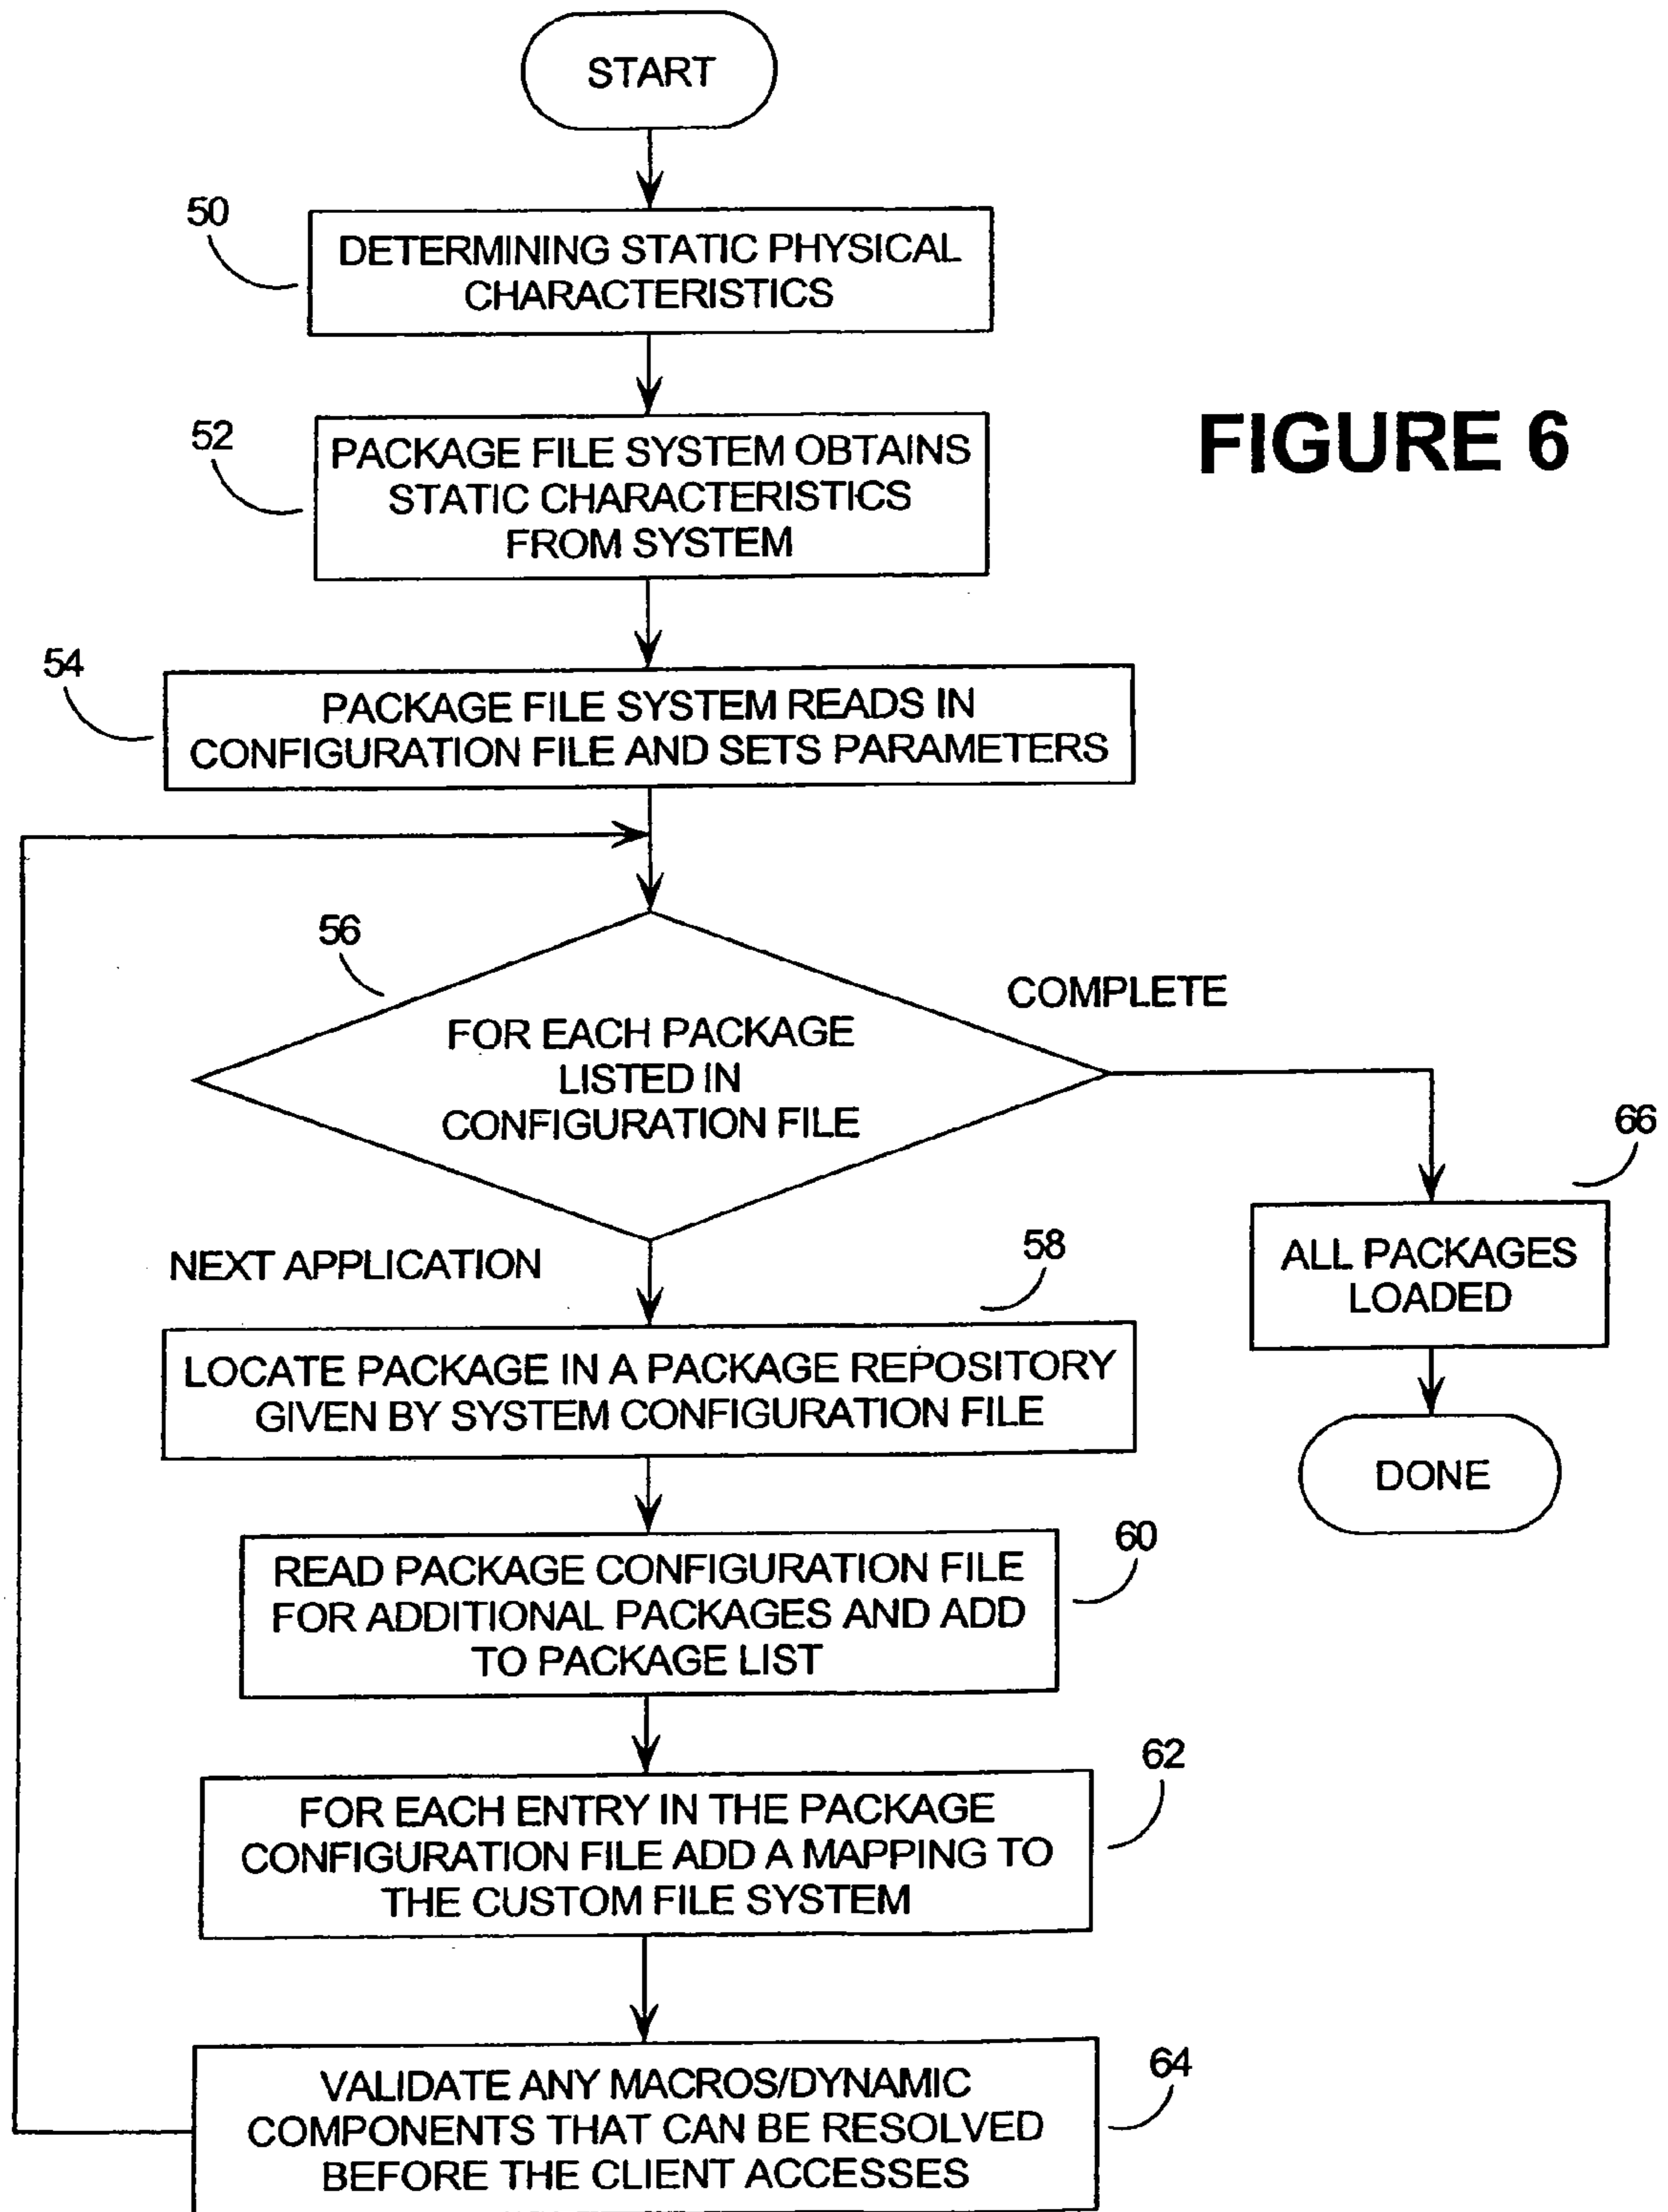 START
50
DETERMINING STATIC PHYSICAL
CHARACTERISTICS
52
PACKAGE FILE SYSTEM OBTAINS
STATIC CHARACTERISTICS
FROM SYSTEM
FIGURE 6
54
PACKAGE FILE SYSTEM READS IN
CONFIGURATION FILE AND SETS PARAMETERS
56
FOR EACH PACKAGE
LISTED IN
CONFIGURATION FILE
COMPLETE
66
ALL PACKAGES
LOADED
DONE
NEXT APPLICATION
58
LOCATE PACKAGE IN A PACKAGE REPOSITORY
GIVEN BY SYSTEM CONFIGURATION FILE
60
READ PACKAGE CONFIGURATION FILE
FOR ADDITIONAL PACKAGES AND ADD
TO PACKAGE LIST
62
FOR EACH ENTRY IN THE PACKAGE
CONFIGURATION FILE ADD A MAPPING TO
THE CUSTOM FILE SYSTEM
64
VALIDATE ANY MACROS/DYNAMIC
COMPONENTS THAT CAN BE RESOLVED
BEFORE THE CLIENT ACCESSES